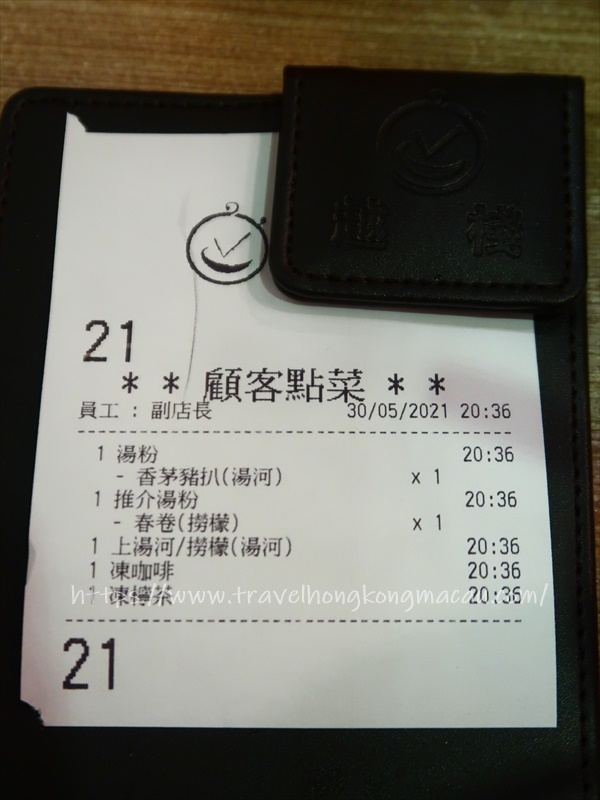 越棧
21
* * 顧客點菜 * *
員工 : 副店長 30/05/2021 20:36
1 湯粉 20:36
- 香茅豬扒(湯河) x 1
1 推介湯粉 20:36
- 春卷(撈檬) x 1
1 上湯河/撈檬(湯河) 20:36
1 凍咖啡 20:36
https://www.travelhongkongmacau.com/
1 凍檸茶 20:36
21